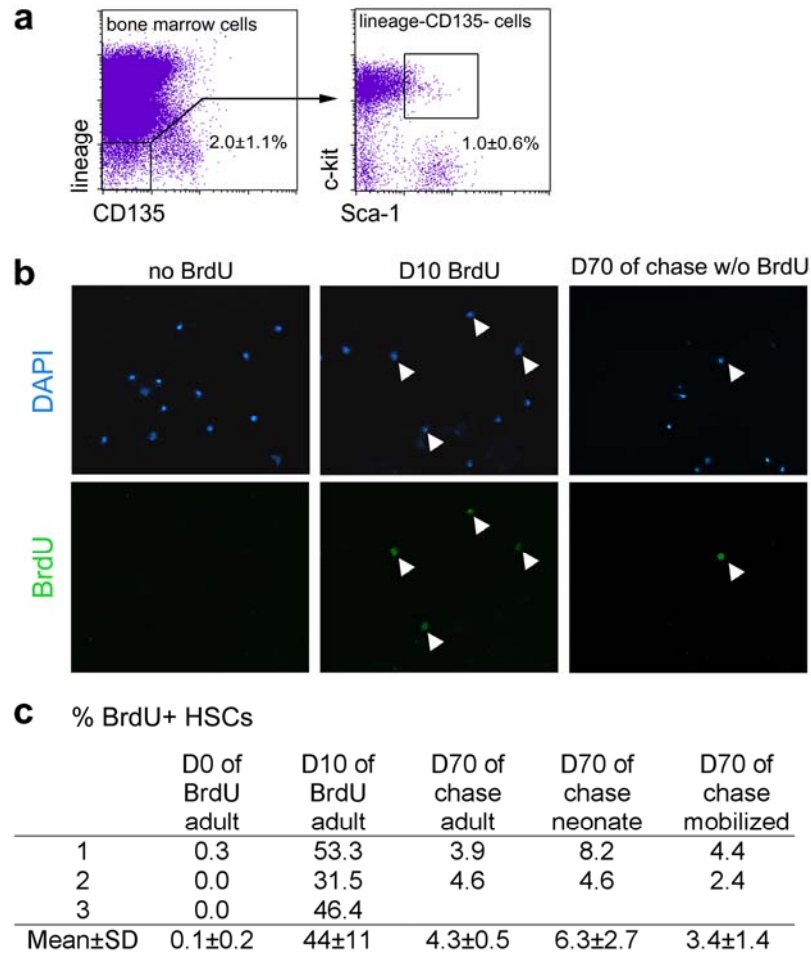 a
bone marrow cells
lineage-CD135- cells
2.0±1.1%
1.0±0.6%
lineage
CD135
c-kit
Sca-1
b
no BrdU
D10 BrdU
D70 of chase w/o BrdU
DAPI
BrdU
c % BrdU+ HSCs
D0 of BrdU adult D10 of BrdU adult D70 of chase adult D70 of chase neonate D70 of chase mobilized
1 0.3 53.3 3.9 8.2 4.4
2 0.0 31.5 4.6 4.6 2.4
3 0.0 46.4
Mean±SD 0.1±0.2 44±11 4.3±0.5 6.3±2.7 3.4±1.4